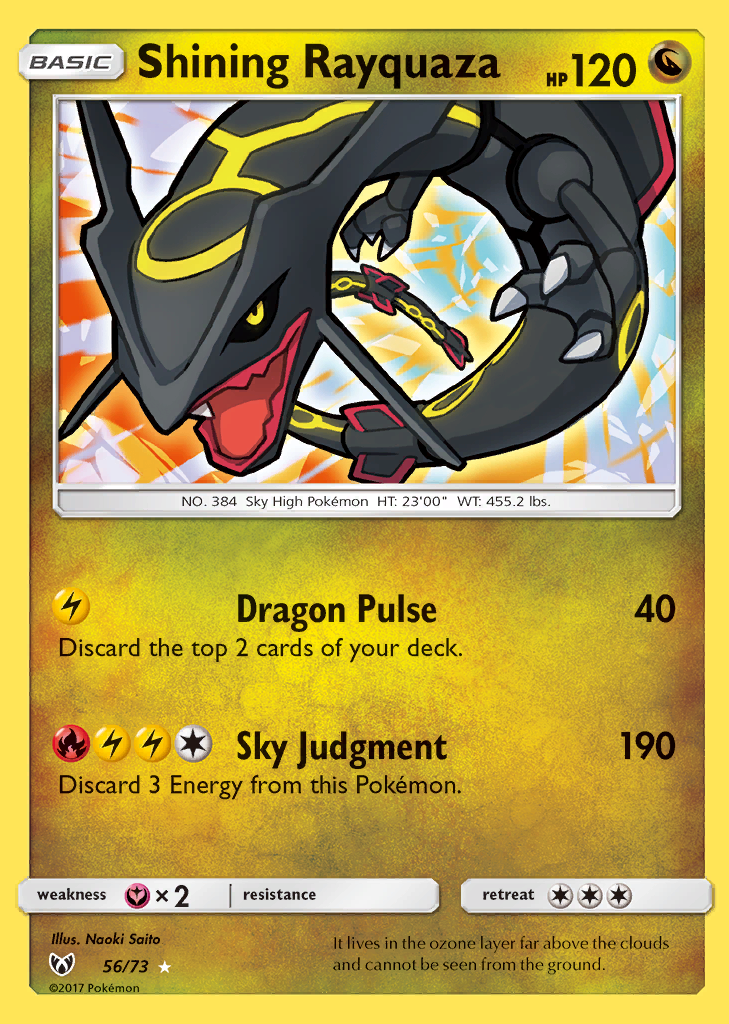 BASIC Shining Rayquaza HP 120
NO. 384 Sky High Pokémon HT: 23'00" WT: 455.2 lbs.
Dragon Pulse 40
Discard the top 2 cards of your deck.
Sky Judgment 190
Discard 3 Energy from this Pokémon.
weakness × 2 resistance retreat
Illus. Naoki Saito
56/73
©2017 Pokémon
It lives in the ozone layer far above the clouds
and cannot be seen from the ground.